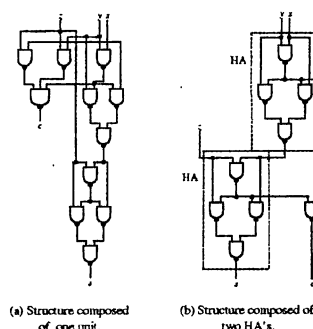 z y x y x
HA
z
HA
c
s s c
(a) Structure composed (b) Structure composed of
of one unit two HA's.